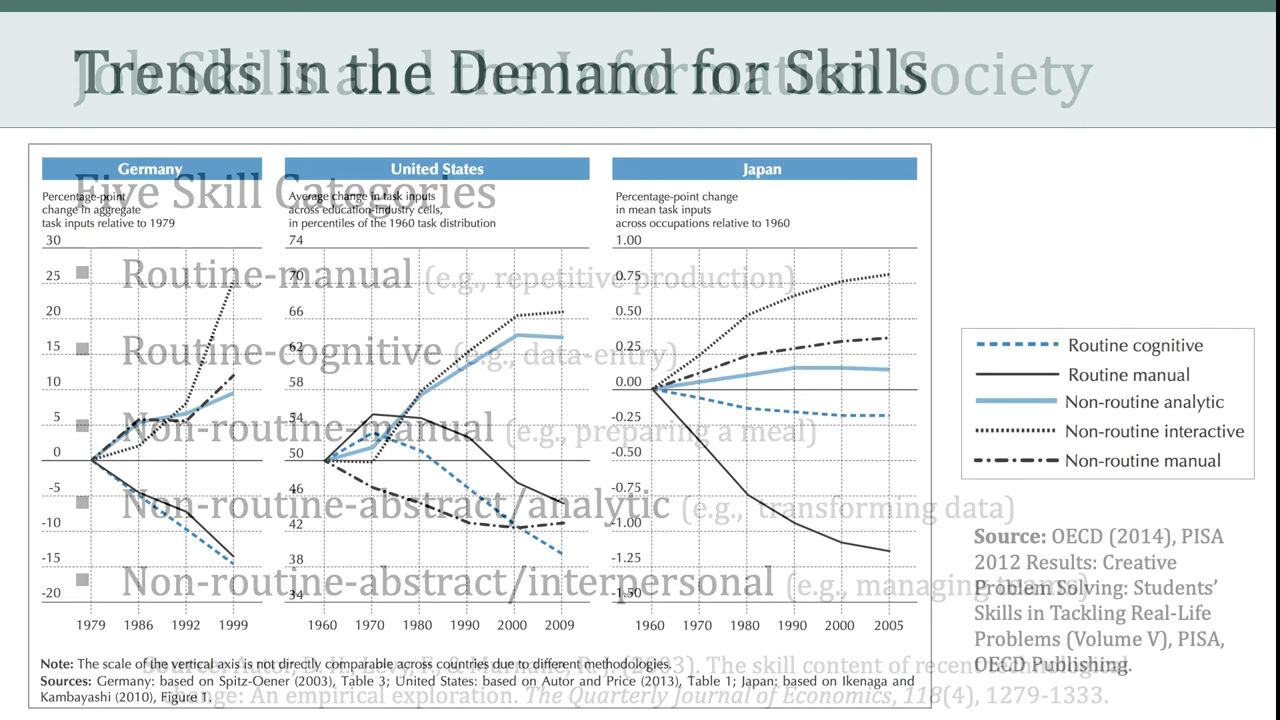 Trends in the Demand for Skills
Job Skills and the Information Society
Five Skill Categories
Routine-manual (e.g., repetitive production)
Routine-cognitive (e.g., data-entry)
Non-routine-manual (e.g., preparing a meal)
Non-routine-abstract/analytic (e.g., transforming data)
Non-routine-abstract/interpersonal (e.g., managing teams)
Source: Autor, D. H., Levy, F., & Murnane, R. J. (2003). The skill content of recent
change: An empirical exploration. The Quarterly Journal of Economics, 118(4), 1279-1333.
Germany
Percentage-point
change in aggregate
task inputs relative to 1979
30
25
20
15
10
5
0
-5
-10
-15
-20
1979 1986 1992 1999
United States
Average change in task inputs
across education-industry cells,
in percentiles of the 1960 task distribution
74
70
66
62
58
54
50
46
42
38
34
1960 1970 1980 1990 2000 2009
Japan
Percentage-point change
in mean task inputs
across occupations relative to 1960
1.00
0.75
0.50
0.25
0.00
-0.25
-0.50
-0.75
-1.00
-1.25
-1.50
1960 1970 1980 1990 2000 2005
Routine cognitive
Routine manual
Non-routine analytic
Non-routine interactive
Non-routine manual
Source: OECD (2014), PISA
2012 Results: Creative
Problem Solving: Students’
Skills in Tackling Real-Life
Problems (Volume V), PISA,
OECD Publishing.
Note: The scale of the vertical axis is not directly comparable across countries due to different methodologies.
Sources: Germany: based on Spitz-Oener (2003), Table 3; United States: based on Autor and Price (2013), Table 1; Japan: based on Ikenaga and
Kambayashi (2010), Figure 1.